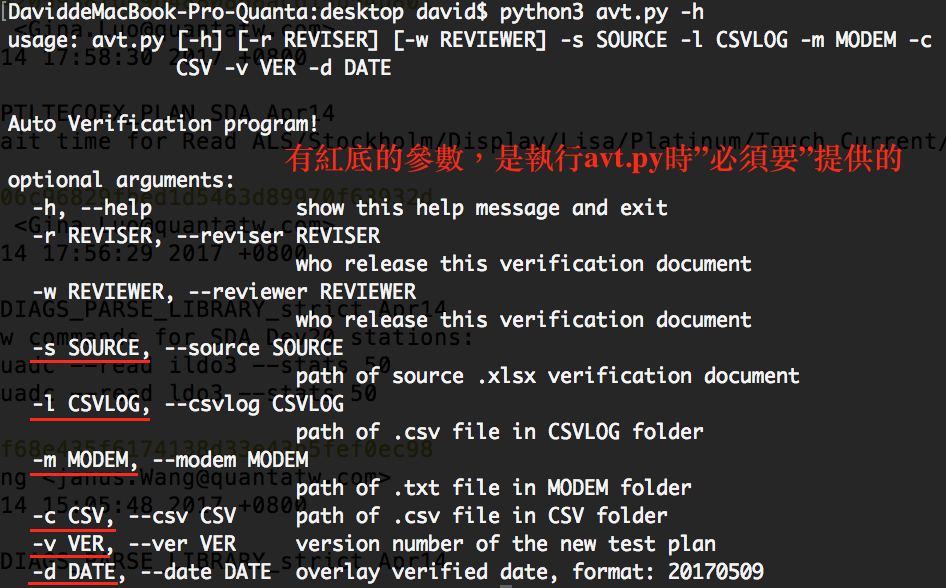 [DaviddeMacBook-Pro-Quanta:desktop david$ python3 avt.py -h
usage: avt.py [-h] [-r REVISER] [-w REVIEWER] -s SOURCE -l CSVLOG -m MODEM -c
CSV -v VER -d DATE
Auto Verification program!
有紅底的參數，是執行avt.py時”必須要”提供的
optional arguments:
-h, --help show this help message and exit
-r REVISER, --reviser REVISER
who release this verification document
-w REVIEWER, --reviewer REVIEWER
who release this verification document
-s SOURCE, --source SOURCE
path of source .xlsx verification document
-l CSVLOG, --csvlog CSVLOG
path of .csv file in CSVLOG folder
-m MODEM, --modem MODEM
path of .txt file in MODEM folder
-c CSV, --csv CSV path of .csv file in CSV folder
-v VER, --ver VER version number of the new test plan
-d DATE, --date DATE overlay verified date, format: 20170509